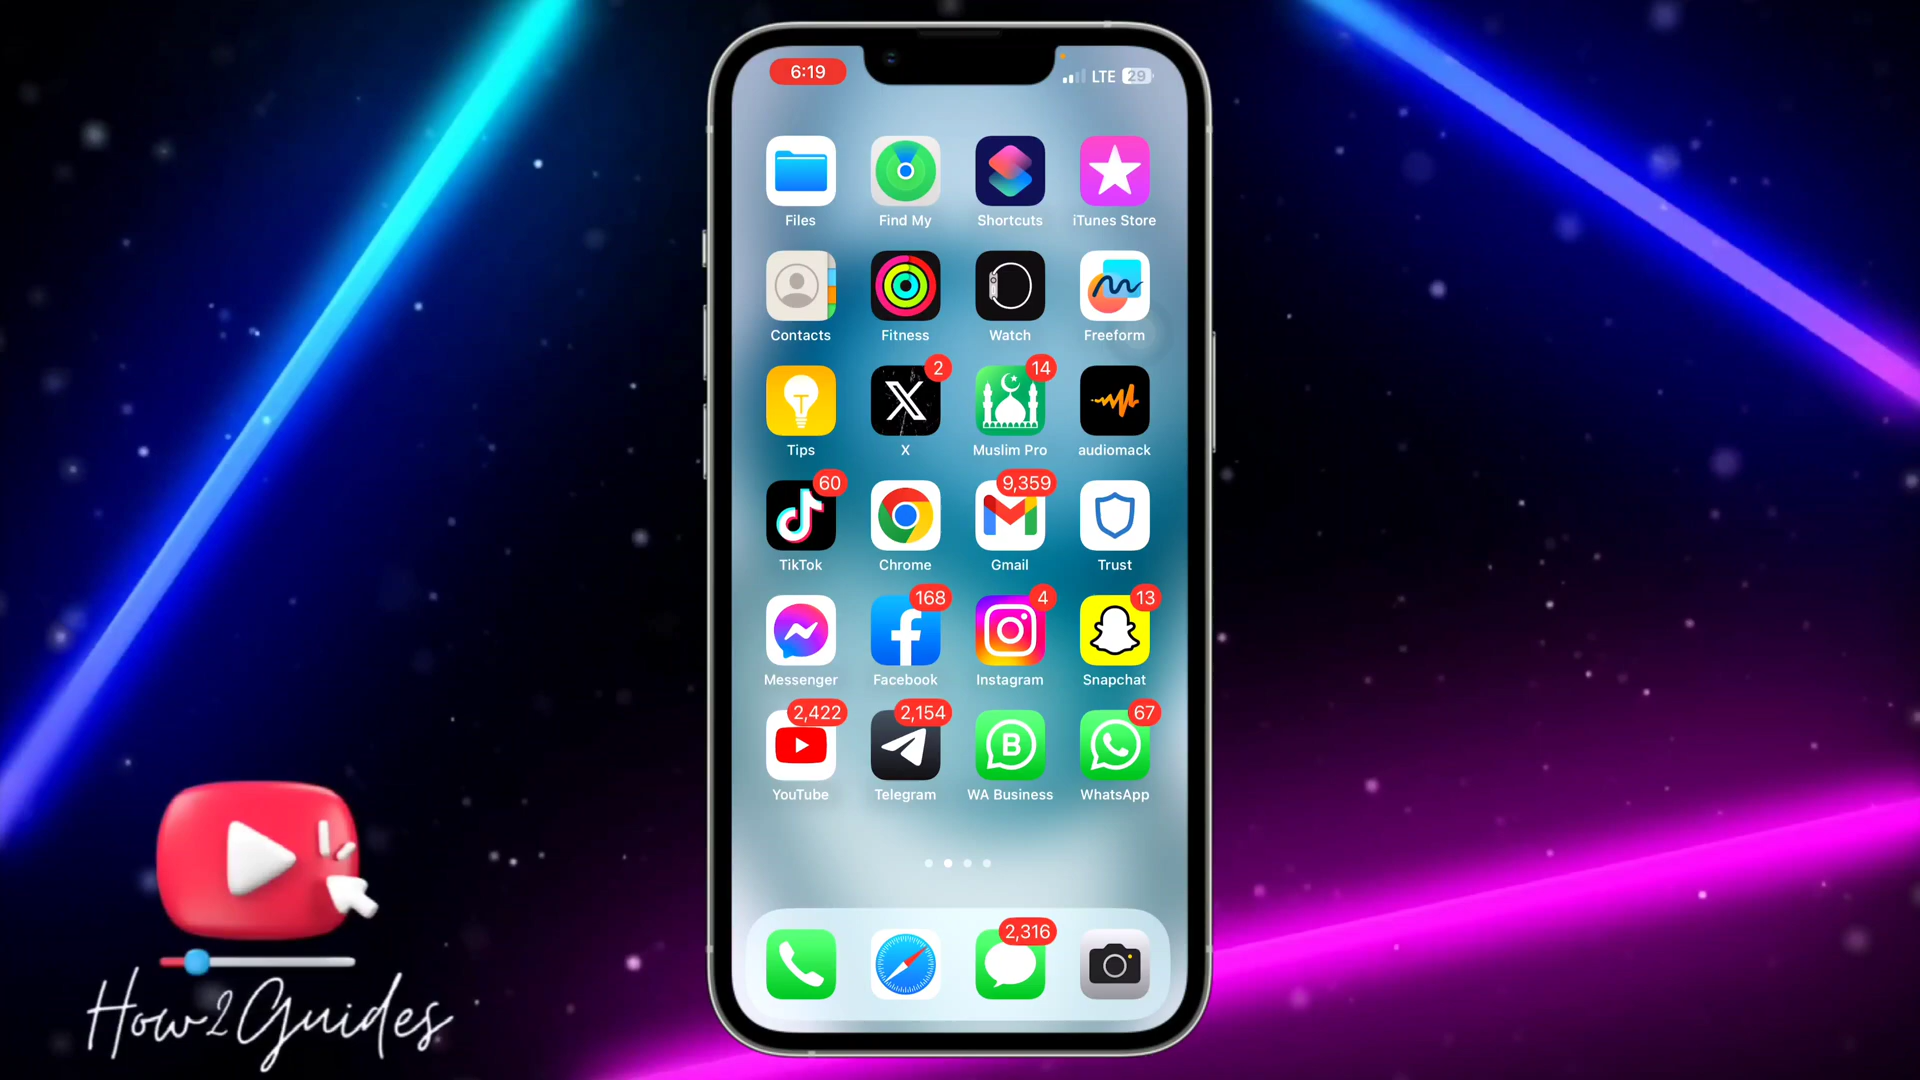 6:19
LTE 29
Files Find My Shortcuts iTunes Store
Contacts Fitness Watch Freeform
2 14
Tips X Muslim Pro audiomack
60 9,359
TikTok Chrome Gmail Trust
168 4 13
Messenger Facebook Instagram Snapchat
2,422 2,154 B 67
YouTube Telegram WA Business WhatsApp
2,316
How2Guides